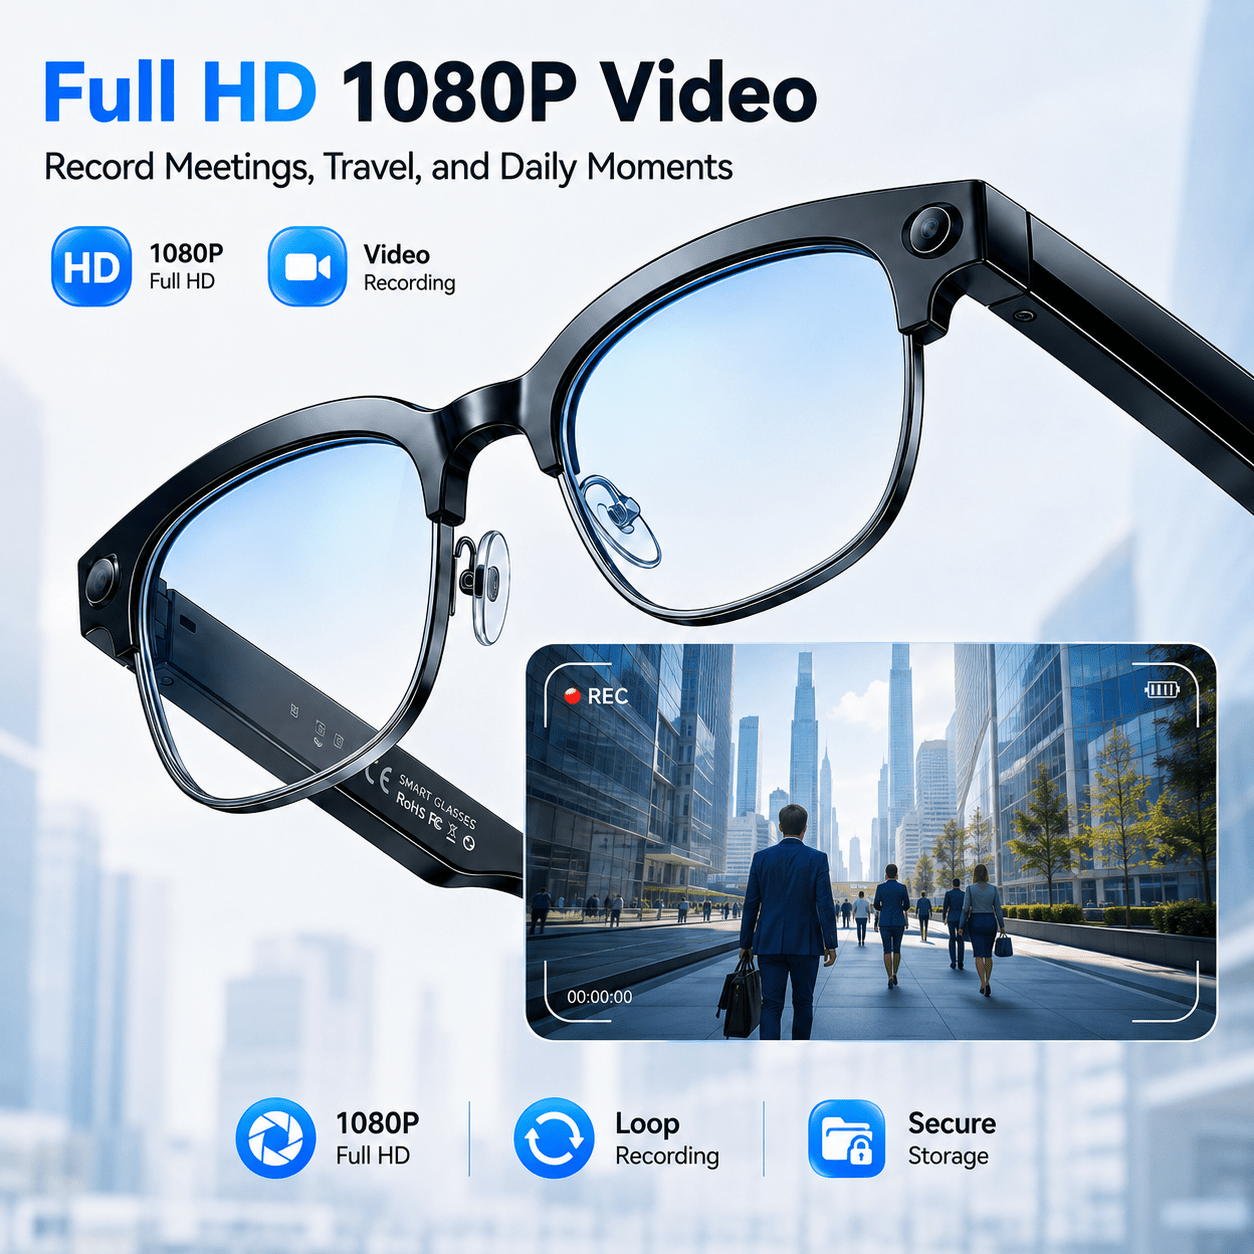 Full HD 1080P Video
Record Meetings, Travel, and Daily Moments
HD
1080P
Full HD
Video
Recording
CE
SMART GLASSES
RoHS FC
REC
00:00:00
1080P
Full HD
Loop
Recording
Secure
Storage